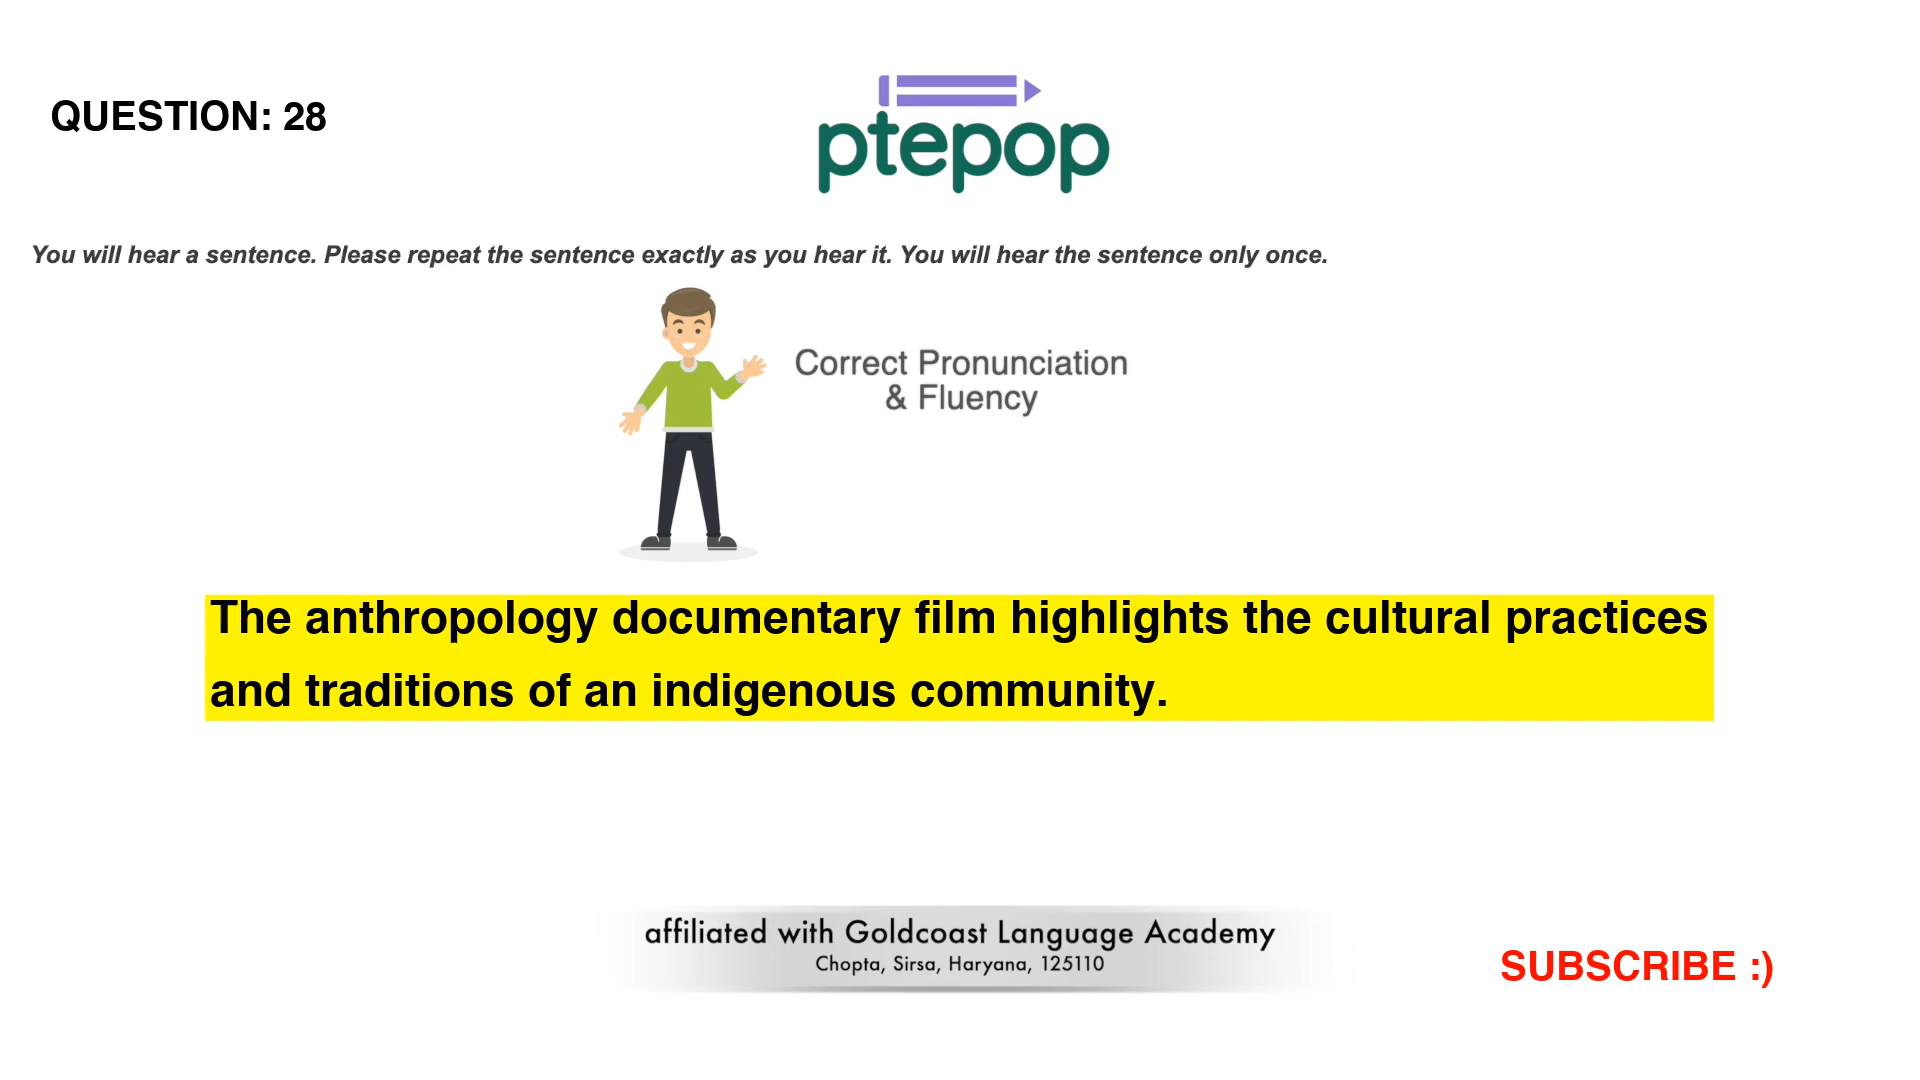 QUESTION: 28
ptepop
You will hear a sentence. Please repeat the sentence exactly as you hear it. You will hear the sentence only once.
Correct Pronunciation
& Fluency
The anthropology documentary film highlights the cultural practices
and traditions of an indigenous community.
affiliated with Goldcoast Language Academy
Chopta, Sirsa, Haryana, 125110
SUBSCRIBE :)